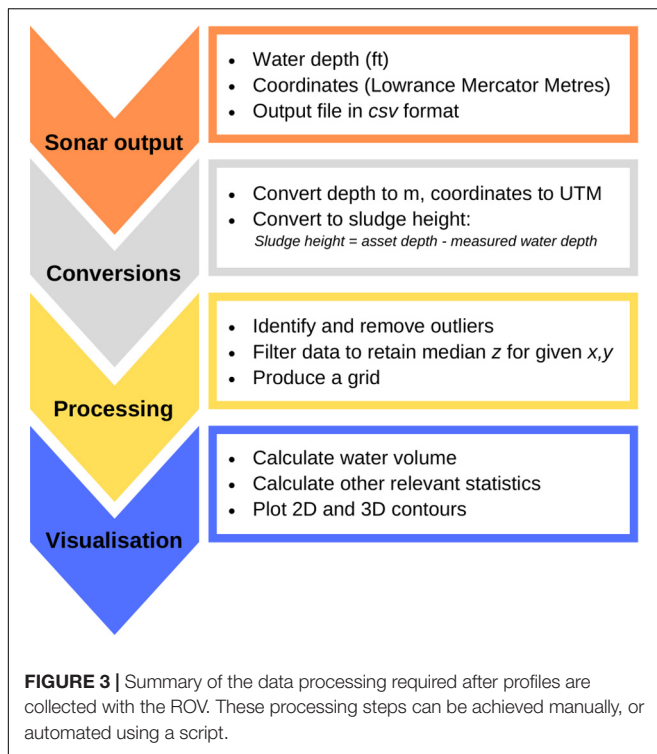 Sonar output
• Water depth (ft)
• Coordinates (Lowrance Mercator Metres)
• Output file in csv format
Conversions
• Convert depth to m, coordinates to UTM
• Convert to sludge height:
Sludge height = asset depth - measured water depth
Processing
• Identify and remove outliers
• Filter data to retain median z for given x,y
• Produce a grid
Visualisation
• Calculate water volume
• Calculate other relevant statistics
• Plot 2D and 3D contours
FIGURE 3 | Summary of the data processing required after profiles are
collected with the ROV. These processing steps can be achieved manually, or
automated using a script.